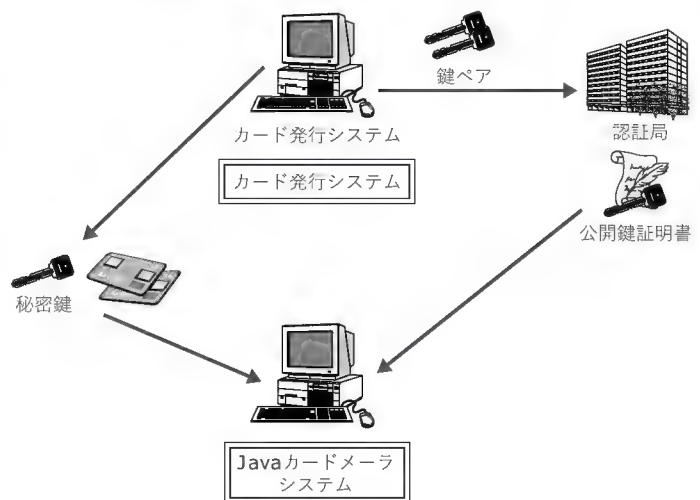 鍵ペア
カード発行システム
認証局
カード発行システム
公開鍵証明書
秘密鍵
Javaカードメーラ
システム